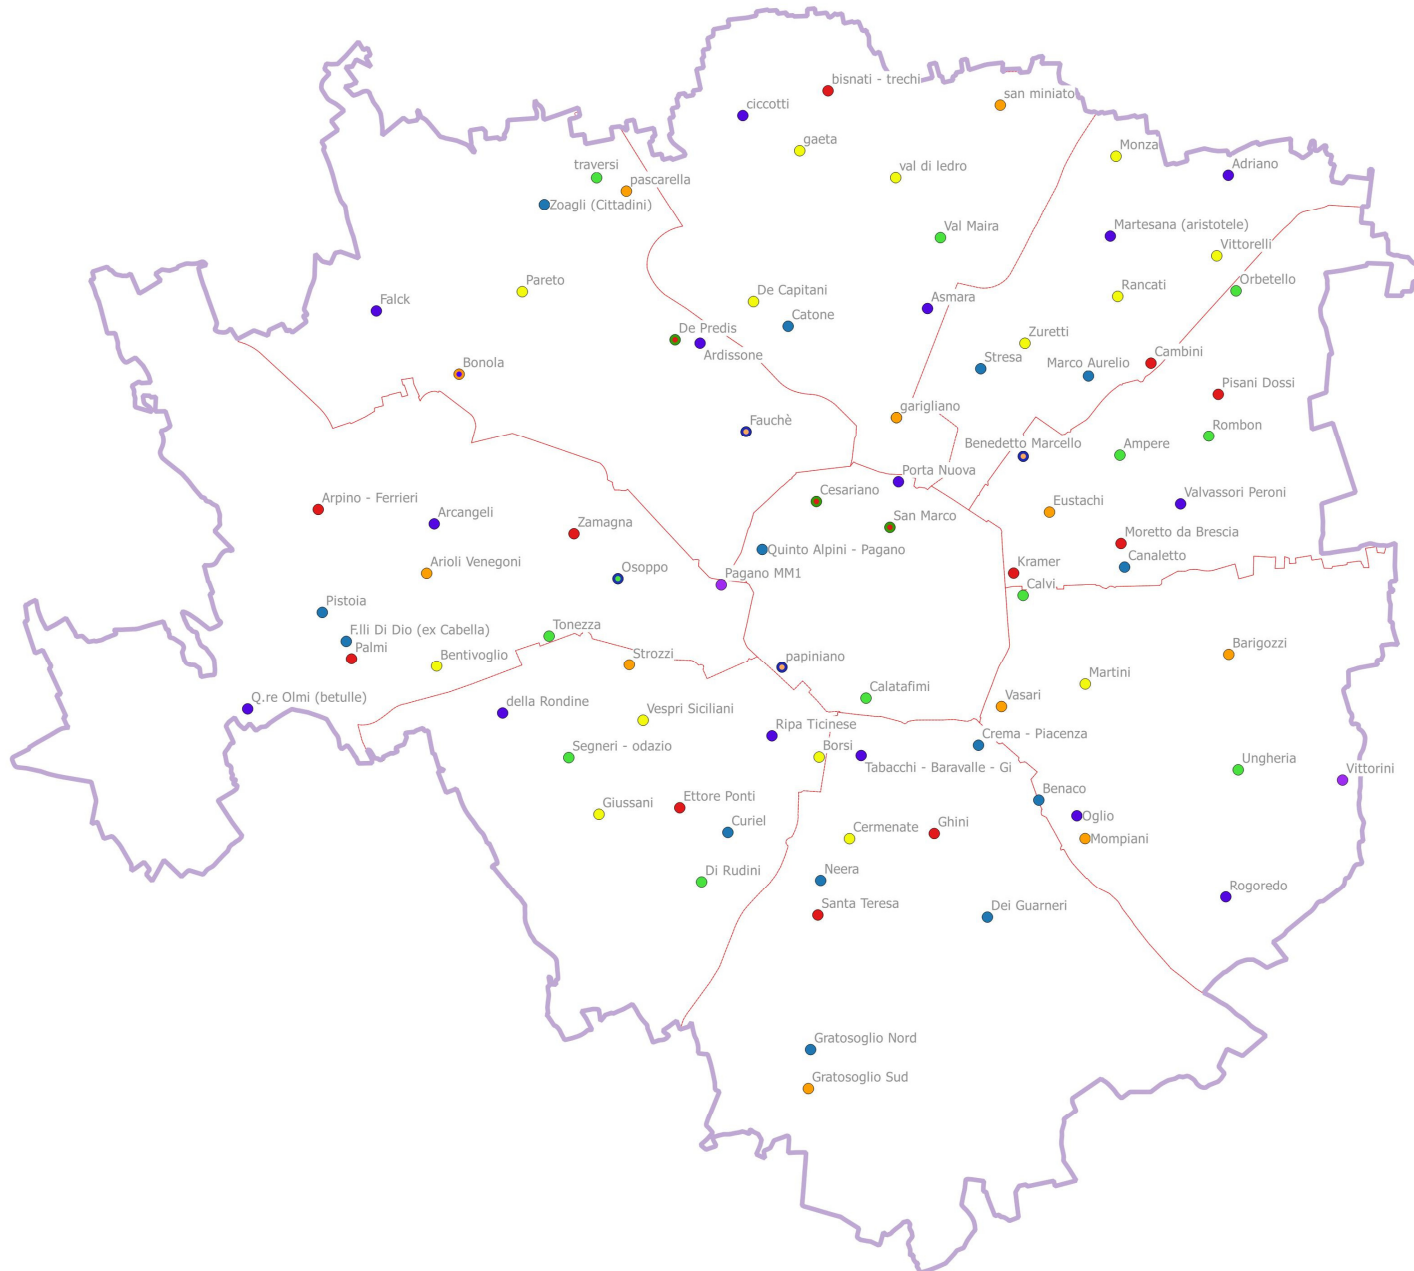 bisnati - trechi
san miniato
ciccotti
gaeta
Monza
val di ledro
Adriano
traversi
pascarella
Zoagli (Cittadini)
Val Maira
Martesana (aristotele)
Vittorelli
Pareto
Falck
De Capitani
Asmara
Rancati
Orbetello
Catone
De Predis
Ardissone
Zuretti
Stresa
Marco Aurelio
Cambini
Bonola
Pisani Dossi
Fauchè
garigliano
Benedetto Marcello
Ampere
Rombon
Porta Nuova
Cesariano
Arpino - Ferrieri
Arcangeli
Zamagna
San Marco
Eustachi
Valvassori Peroni
Moretto da Brescia
Quinto Alpini - Pagano
Canaletto
Arioli Venegoni
Osoppo
Pagano MM1
Kramer
Calvi
Pistoia
F.lli Di Dio (ex Cabella)
Tonezza
Palmi
Bentivoglio
Strozzi
papiniano
Barigozzi
Martini
Q.re Olmi (betulle)
della Rondine
Vespri Siciliani
Calatafimi
Vasari
Ripa Ticinese
Crema - Piacenza
Segneri - odazio
Borsi
Tabacchi - Baravalle - Gi
Ungheria
Vittorini
Giussani
Ettore Ponti
Benaco
Oglio
Curiel
Cermenate
Ghini
Mompiani
Di Rudini
Neera
Rogoredo
Santa Teresa
Dei Guarneri
Gratosoglio Nord
Gratosoglio Sud